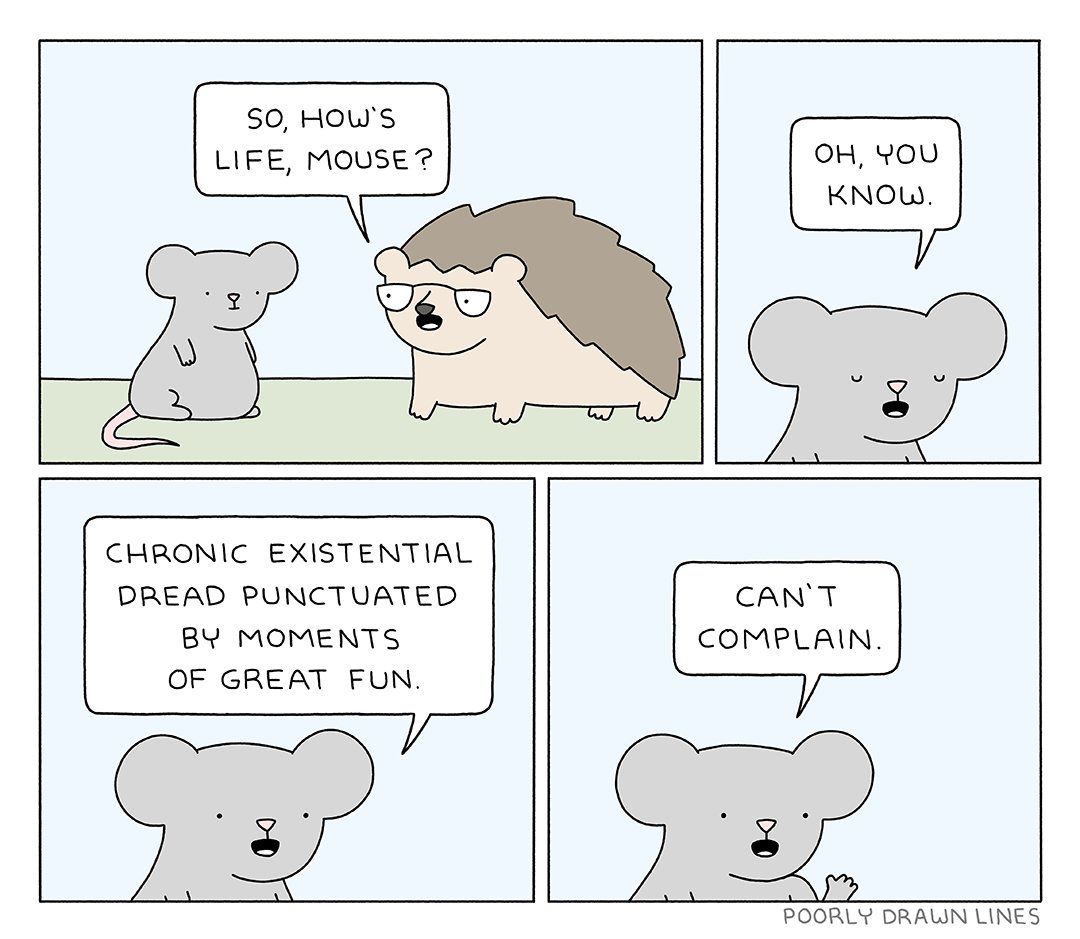 SO, HOW'S
LIFE, MOUSE?
OH, YOU
KNOW.
CHRONIC EXISTENTIAL
DREAD PUNCTUATED
BY MOMENTS
OF GREAT FUN.
CAN'T
COMPLAIN.
POORLY DRAWN LINES